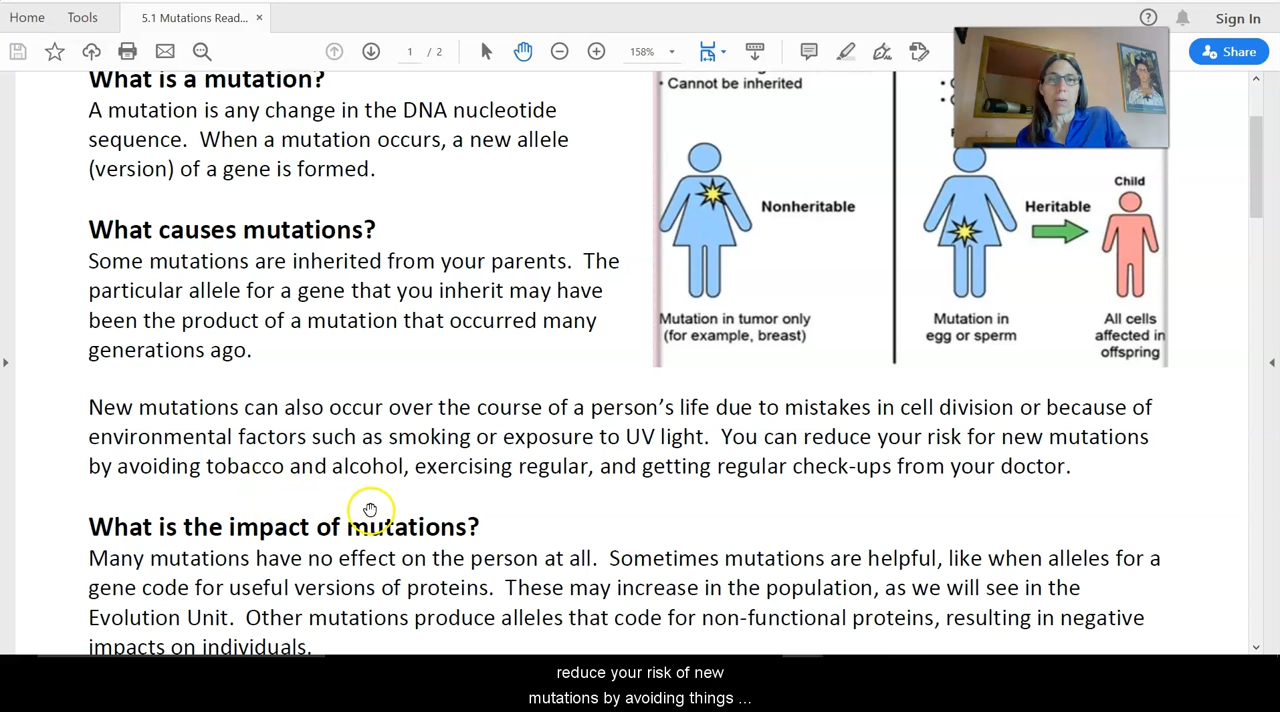 Home Tools 5.1 Mutations Read... × Sign In
1 / 2 158% Share
What is a mutation?
A mutation is any change in the DNA nucleotide
sequence. When a mutation occurs, a new allele
(version) of a gene is formed.
What causes mutations?
Some mutations are inherited from your parents. The
particular allele for a gene that you inherit may have
been the product of a mutation that occurred many
generations ago.
• Cannot be inherited
Nonheritable
Mutation in tumor only
(for example, breast)
Heritable
Child
Mutation in
egg or sperm
All cells
affected in
offspring
New mutations can also occur over the course of a person’s life due to mistakes in cell division or because of
environmental factors such as smoking or exposure to UV light. You can reduce your risk for new mutations
by avoiding tobacco and alcohol, exercising regular, and getting regular check-ups from your doctor.
What is the impact of mutations?
Many mutations have no effect on the person at all. Sometimes mutations are helpful, like when alleles for a
gene code for useful versions of proteins. These may increase in the population, as we will see in the
Evolution Unit. Other mutations produce alleles that code for non-functional proteins, resulting in negative
impacts on individuals.
reduce your risk of new
mutations by avoiding things ...